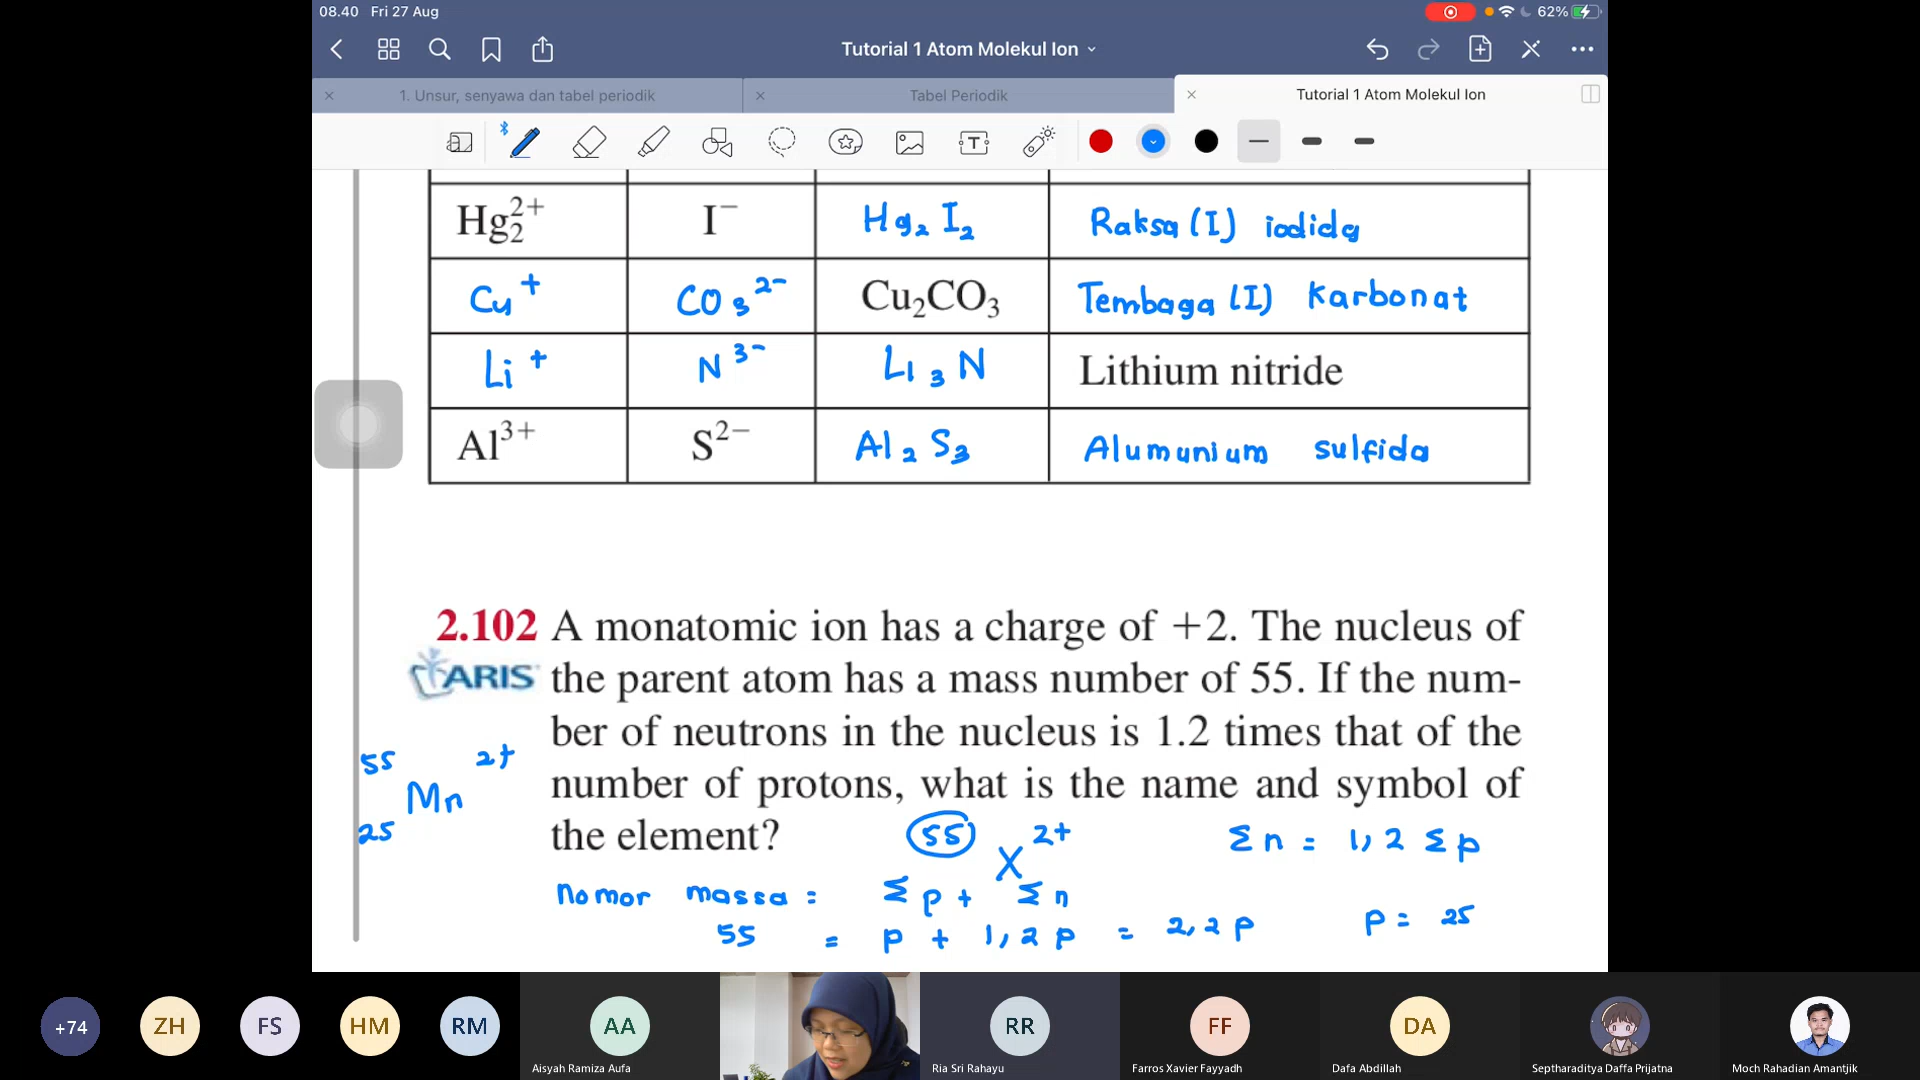 08.40 Fri 27 Aug
62%
Tutorial 1 Atom Molekul Ion
1. Unsur, senyawa dan tabel periodik
Tabel Periodik
Tutorial 1 Atom Molekul Ion
Hg₂²⁺ I⁻ Hg₂ I₂ Raksa (I) iodida
Cu⁺ CO₃²⁻ Cu₂CO₃ Tembaga (I) Karbonat
Li⁺ N³⁻ Li₃N Lithium nitride
Al³⁺ S²⁻ Al₂S₃ Alumunium sulfida
2.102 A monatomic ion has a charge of +2. The nucleus of
ARIS the parent atom has a mass number of 55. If the num-
ber of neutrons in the nucleus is 1.2 times that of the
number of protons, what is the name and symbol of
the element?
55 Mn 2+
25
55 X 2+
Σn = 1,2 Σp
nomor massa = Σp + Σn
55 = p + 1,2 p = 2,2 p
p = 25
+74
ZH
FS
HM
RM
AA
Aisyah Ramiza Aufa
RR
Ria Sri Rahayu
FF
Farros Xavier Fayyadh
DA
Dafa Abdillah
Septharaditya Daffa Prijatna
Moch Rahadian Amantjik